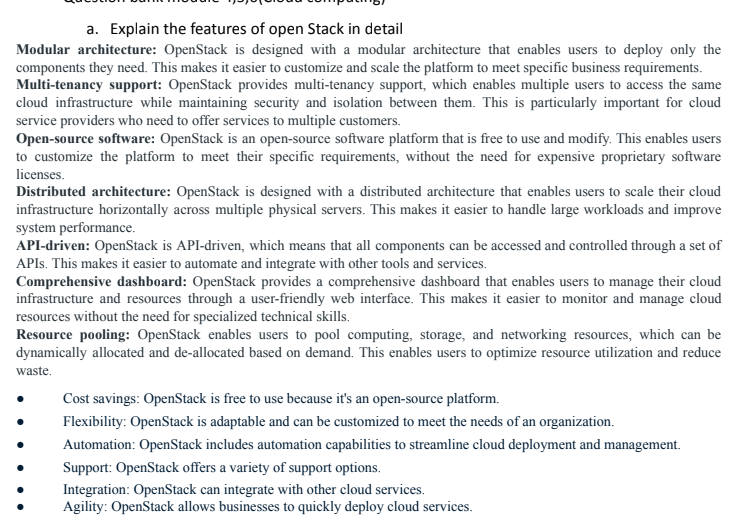 Question bank module 4,5,6(Cloud computing)
a. Explain the features of open Stack in detail
Modular architecture: OpenStack is designed with a modular architecture that enables users to deploy only the
components they need. This makes it easier to customize and scale the platform to meet specific business requirements.
Multi-tenancy support: OpenStack provides multi-tenancy support, which enables multiple users to access the same
cloud infrastructure while maintaining security and isolation between them. This is particularly important for cloud
service providers who need to offer services to multiple customers.
Open-source software: OpenStack is an open-source software platform that is free to use and modify. This enables users
to customize the platform to meet their specific requirements, without the need for expensive proprietary software
licenses.
Distributed architecture: OpenStack is designed with a distributed architecture that enables users to scale their cloud
infrastructure horizontally across multiple physical servers. This makes it easier to handle large workloads and improve
system performance.
API-driven: OpenStack is API-driven, which means that all components can be accessed and controlled through a set of
APIs. This makes it easier to automate and integrate with other tools and services.
Comprehensive dashboard: OpenStack provides a comprehensive dashboard that enables users to manage their cloud
infrastructure and resources through a user-friendly web interface. This makes it easier to monitor and manage cloud
resources without the need for specialized technical skills.
Resource pooling: OpenStack enables users to pool computing, storage, and networking resources, which can be
dynamically allocated and de-allocated based on demand. This enables users to optimize resource utilization and reduce
waste.
• Cost savings: OpenStack is free to use because it's an open-source platform.
• Flexibility: OpenStack is adaptable and can be customized to meet the needs of an organization.
• Automation: OpenStack includes automation capabilities to streamline cloud deployment and management.
• Support: OpenStack offers a variety of support options.
• Integration: OpenStack can integrate with other cloud services.
• Agility: OpenStack allows businesses to quickly deploy cloud services.